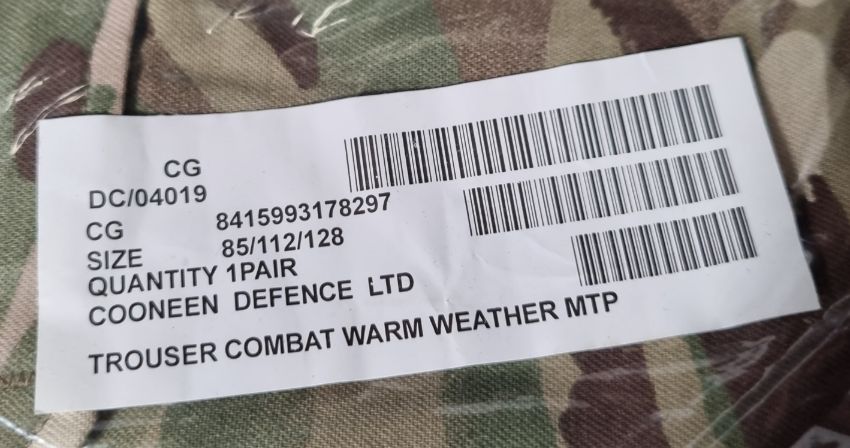 CG
DC/04019
CG 8415993178297
SIZE 85/112/128
QUANTITY 1PAIR
COONEEN DEFENCE LTD
TROUSER COMBAT WARM WEATHER MTP